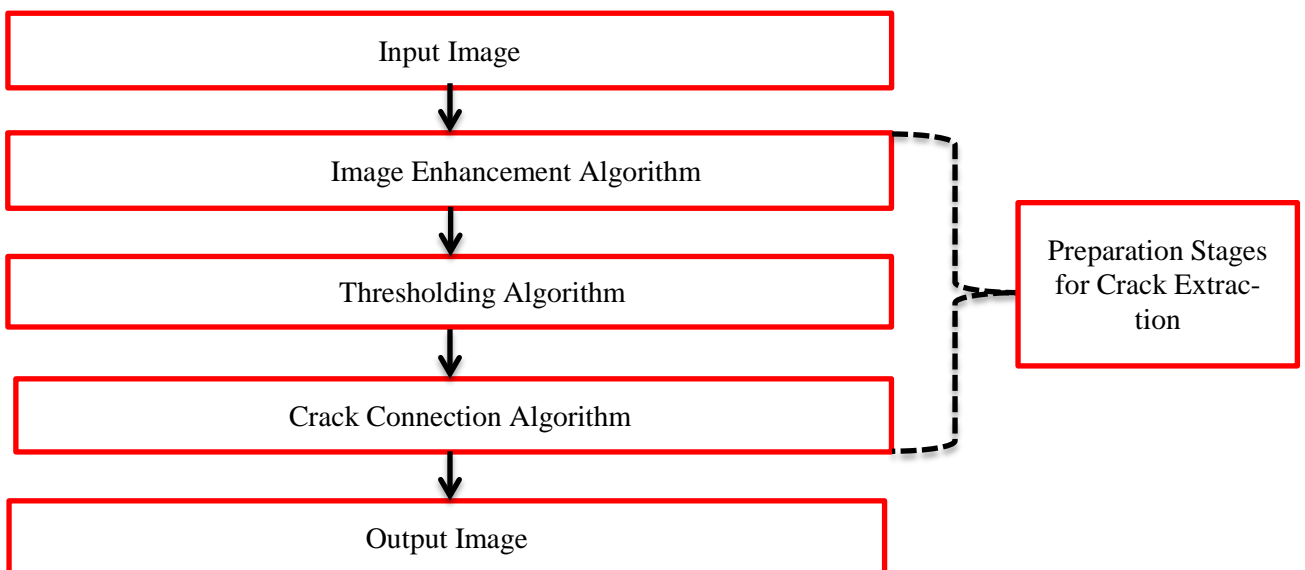 Input Image
Image Enhancement Algorithm
Thresholding Algorithm
Crack Connection Algorithm
Output Image
Preparation Stages
for Crack Extrac-
tion